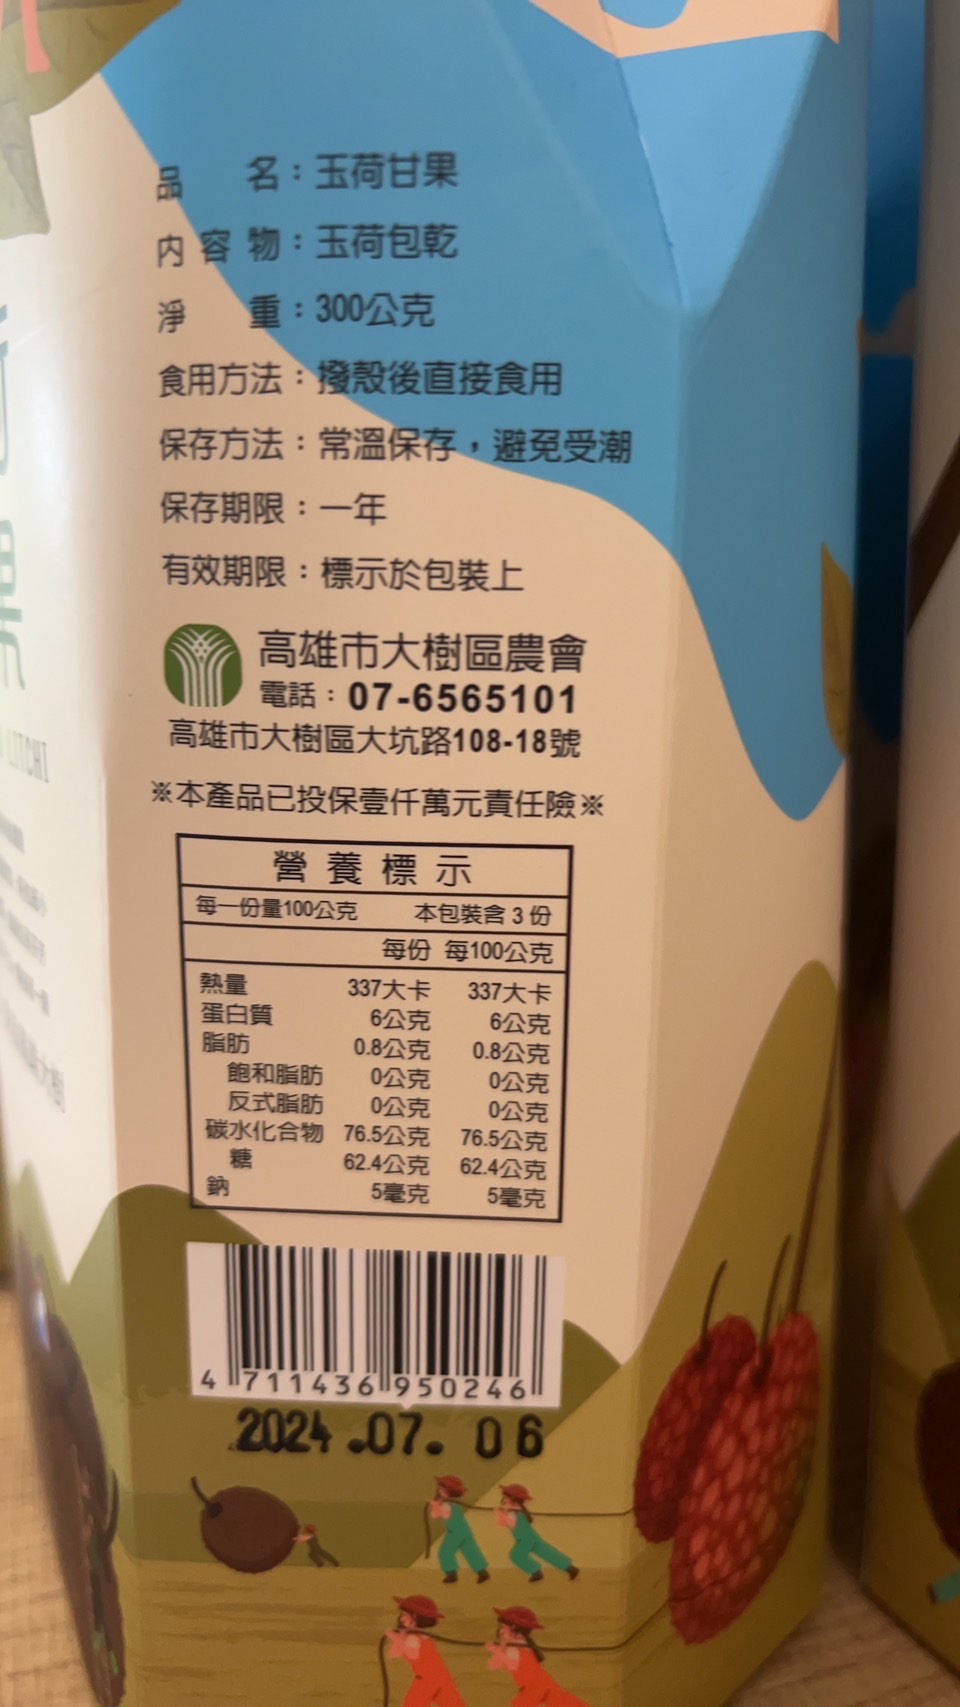 品名：玉荷甘果
內容物：玉荷包乾
淨重：300公克
食用方法：撥殼後直接食用
保存方法：常溫保存，避免受潮
保存期限：一年
有效期限：標示於包裝上
高雄市大樹區農會
電話：07-6565101
高雄市大樹區大坑路108-18號
※本產品已投保壹仟萬元責任險※
營養標示
每一份量100公克 本包裝含3份
每份 每100公克
熱量 337大卡 337大卡
蛋白質 6公克 6公克
脂肪 0.8公克 0.8公克
飽和脂肪 0公克 0公克
反式脂肪 0公克 0公克
碳水化合物 76.5公克 76.5公克
糖 62.4公克 62.4公克
鈉 5毫克 5毫克
4 711436 950246
2024.07.06
果
LITCHI